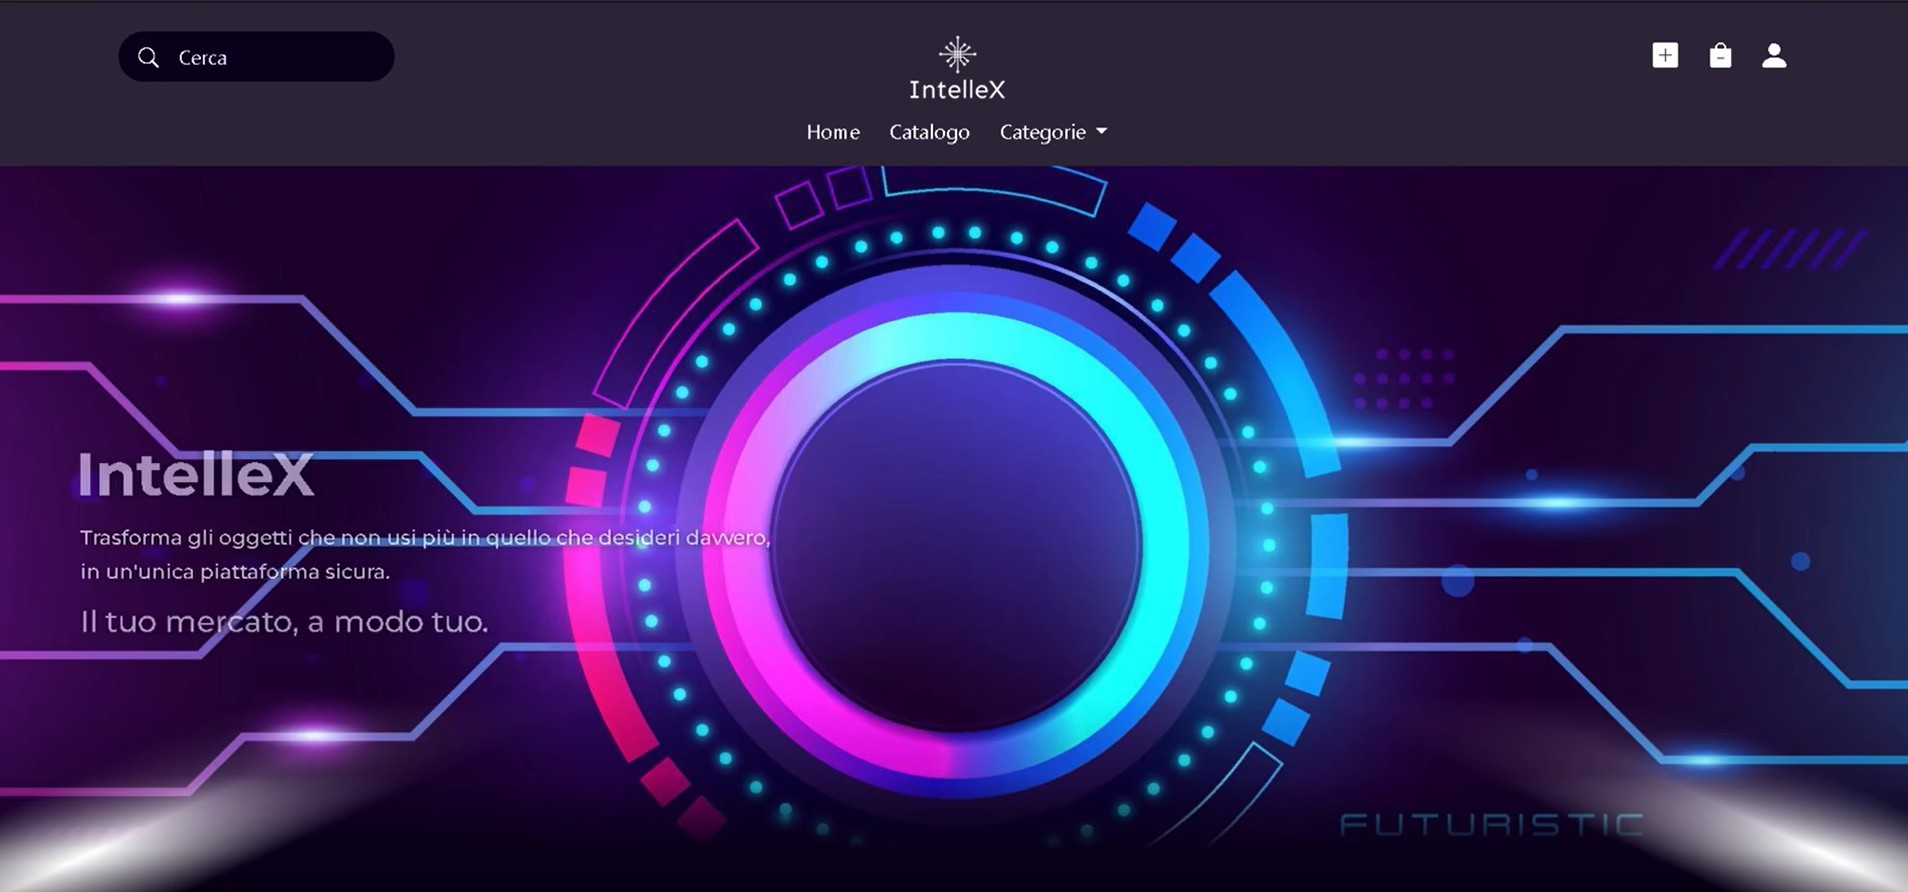 Cerca
IntelleX
Home Catalogo Categorie
IntelleX
Trasforma gli oggetti che non usi più in quello che desideri davvero,
in un'unica piattaforma sicura.
Il tuo mercato, a modo tuo.
FUTURISTIC